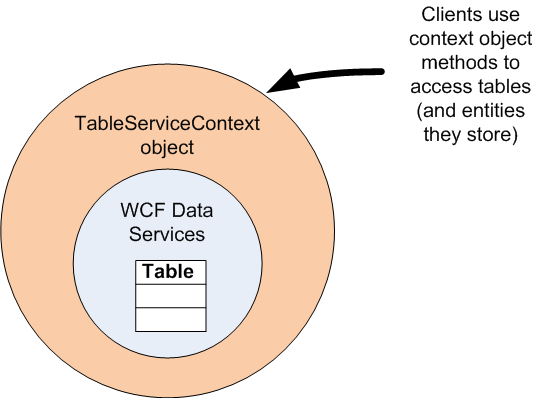 Clients use
context object
methods to
access tables
(and entities
they store)
TableServiceContext
object
WCF Data
Services
Table